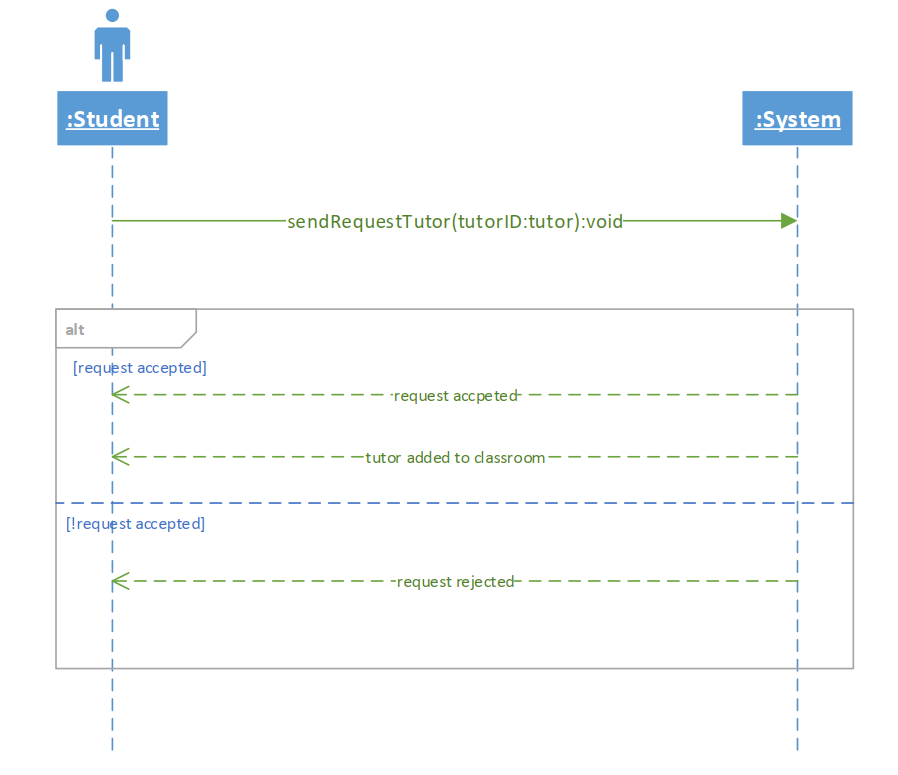 :Student
:System
sendRequestTutor(tutorID:tutor):void
alt
[request accepted]
request accpeted
tutor added to classroom
[!request accepted]
request rejected